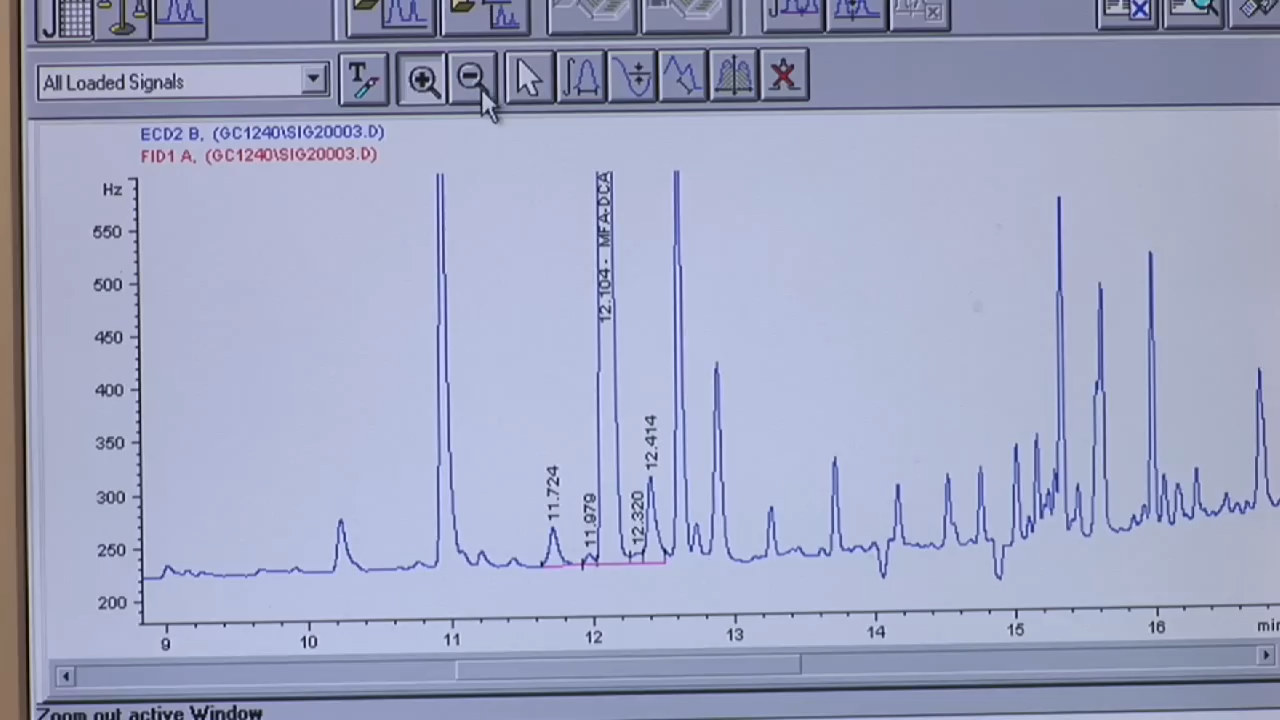 All Loaded Signals
T
ECD2 B, (GC1240\SIG20003.D)
FID1 A, (GC1240\SIG20003.D)
Hz
550
500
450
400
350
300
250
200
11.724
11.979
12.104 - MFA-DCA
12.320
12.414
9
10
11
12
13
14
15
16
min
Zoom out active Window